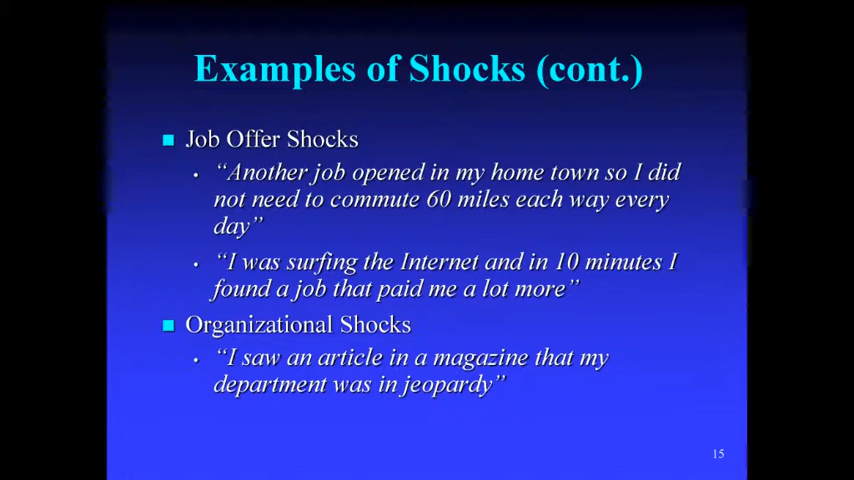 Examples of Shocks (cont.)
Job Offer Shocks
“Another job opened in my home town so I did
not need to commute 60 miles each way every
day”
“I was surfing the Internet and in 10 minutes I
found a job that paid me a lot more”
Organizational Shocks
“I saw an article in a magazine that my
department was in jeopardy”
15